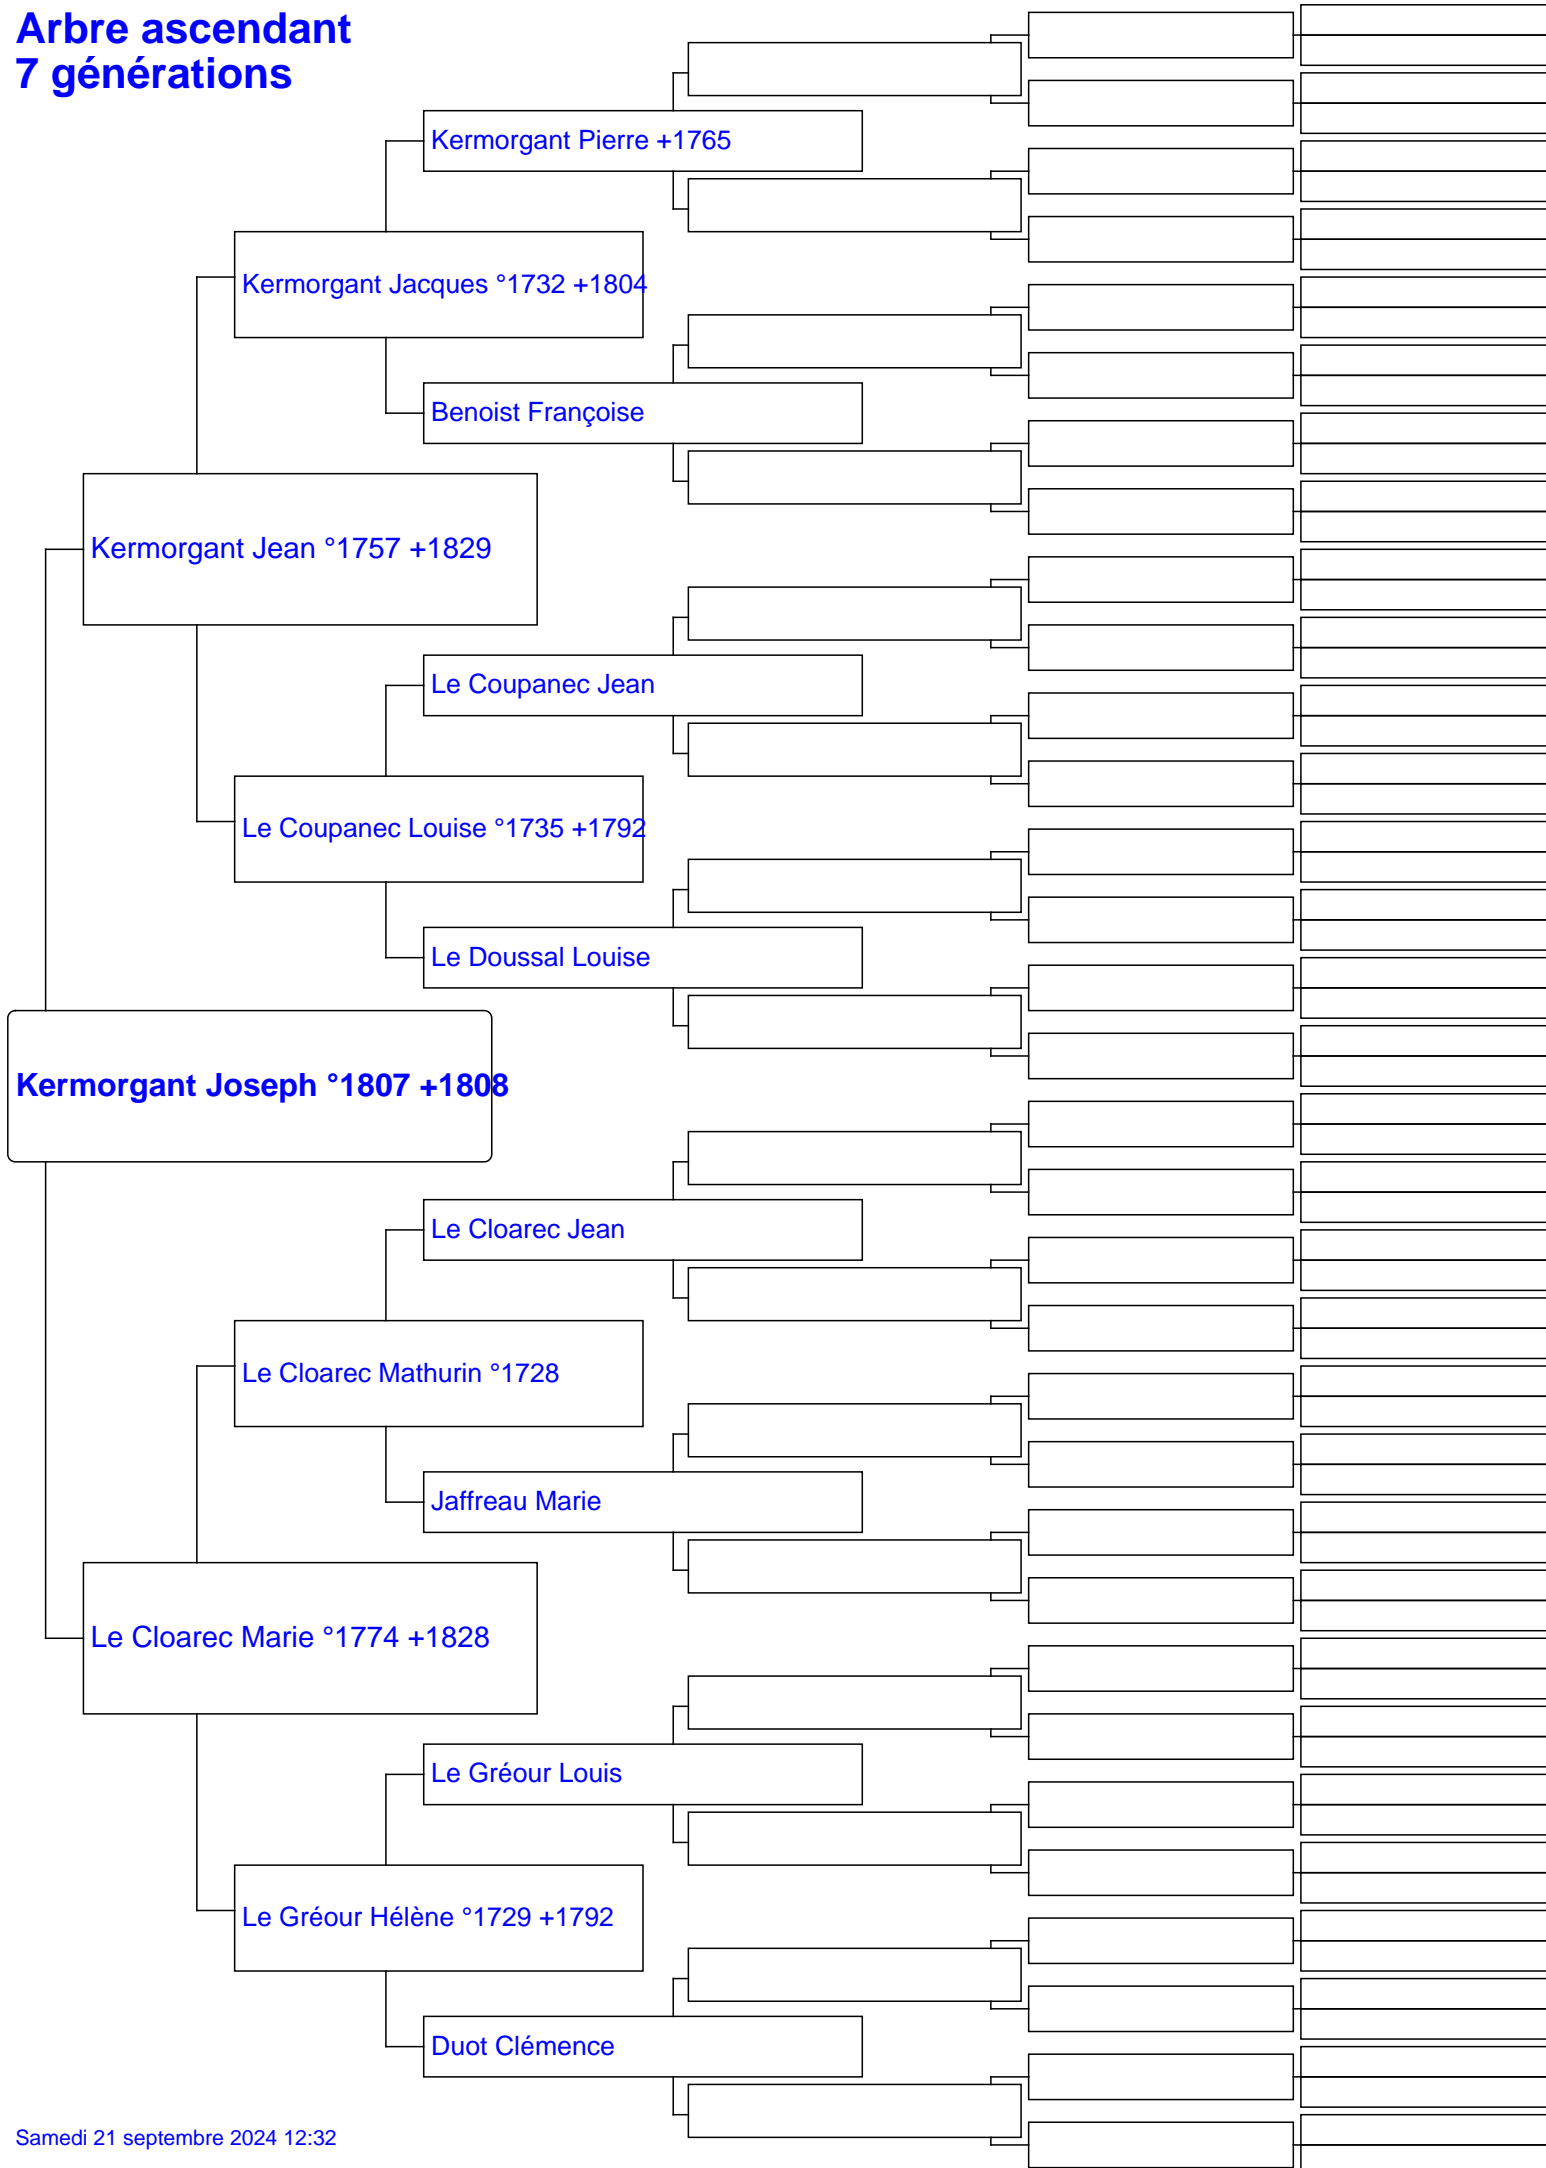 Arbre ascendant
7 générations
Kermorgant Pierre +1765
Kermorgant Jacques °1732 +1804
Benoist Françoise
Kermorgant Jean °1757 +1829
Le Coupanec Jean
Le Coupanec Louise °1735 +1792
Le Doussal Louise
Kermorgant Joseph °1807 +1808
Le Cloarec Jean
Le Cloarec Mathurin °1728
Jaffreau Marie
Le Cloarec Marie °1774 +1828
Le Gréour Louis
Le Gréour Hélène °1729 +1792
Duot Clémence
Samedi 21 septembre 2024 12:32